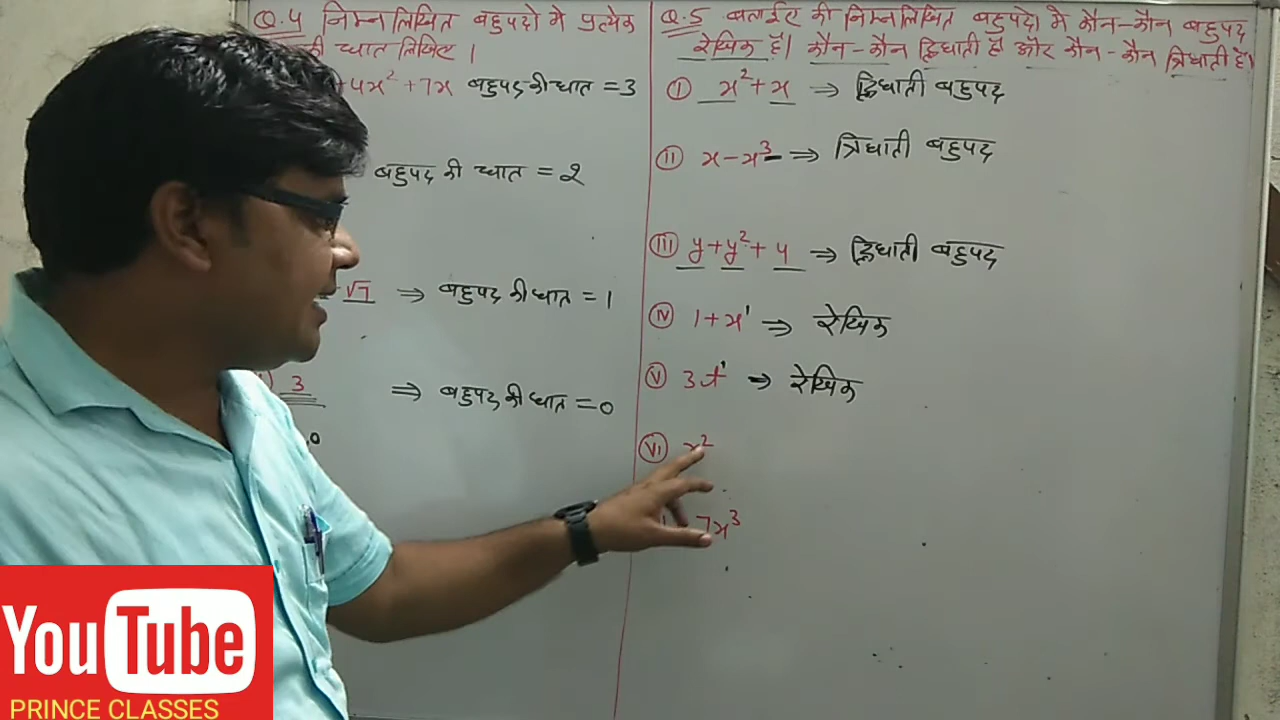 Q.4 निम्नलिखित बहुपदो मे प्रत्येक
की घात लिखिए ।
+4x² + 7x बहुपद की घात = 3
बहुपद की घात = 2
√7 ⇒ बहुपद की घात = 1
3 ⇒ बहुपद की घात = 0
Q.5 बताईए की निम्नलिखित बहुपदो मे कौन-कौन बहुपद
रैखिक है। कौन-कौन द्विघाती है और कौन-कौन त्रिघाती है।
(I) x² + x ⇒ द्विघाती बहुपद
(II) x - x³ ⇒ त्रिघाती बहुपद
(III) y + y² + 4 ⇒ द्विघाती बहुपद
(IV) 1 + x¹ ⇒ रेखिक
(V) 3t¹ → रेखिक
(VI) x²
7x³
YouTube
PRINCE CLASSES